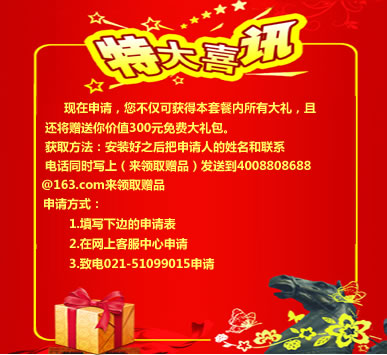 特大喜讯
现在申请，您不仅可获得本套餐内所有大礼，且
还将赠送你价值300元免费大礼包。
获取方法：安装好之后把申请人的姓名和联系
电话同时写上（来领取赠品）发送到4008808688
@163.com来领取赠品
申请方式：
1.填写下边的申请表
2.在网上客服中心申请
3.致电021-51099015申请